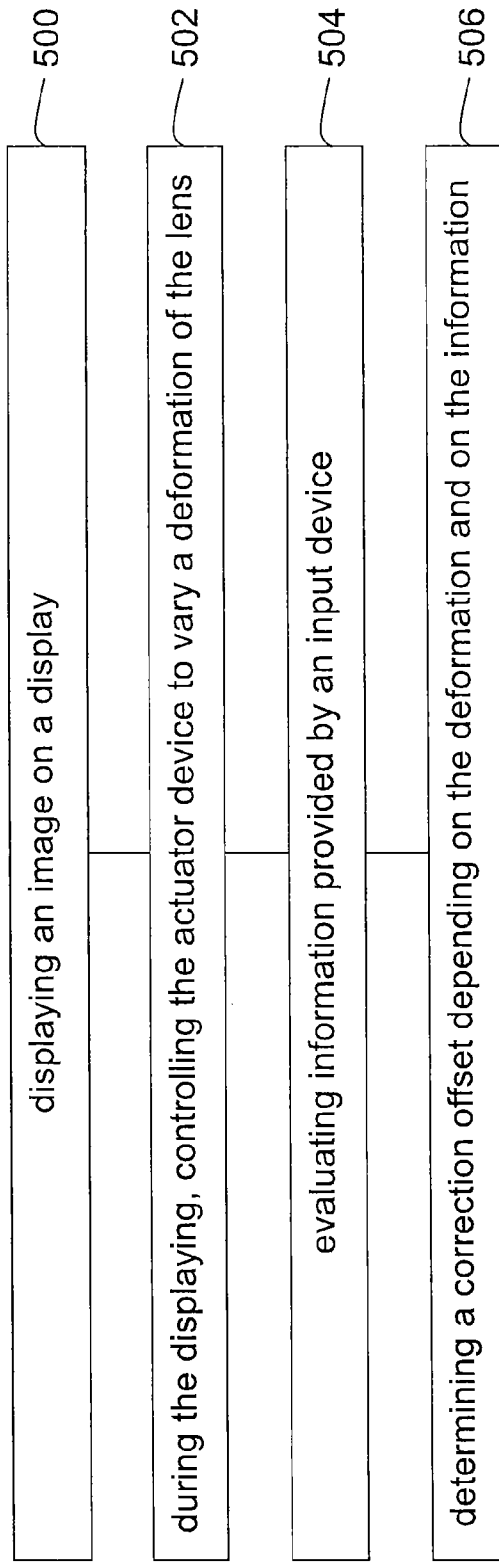 displaying an image on a display 500
during the displaying, controlling the actuator device to vary a deformation of the lens 502
evaluating information provided by an input device 504
determining a correction offset depending on the deformation and on the information 506